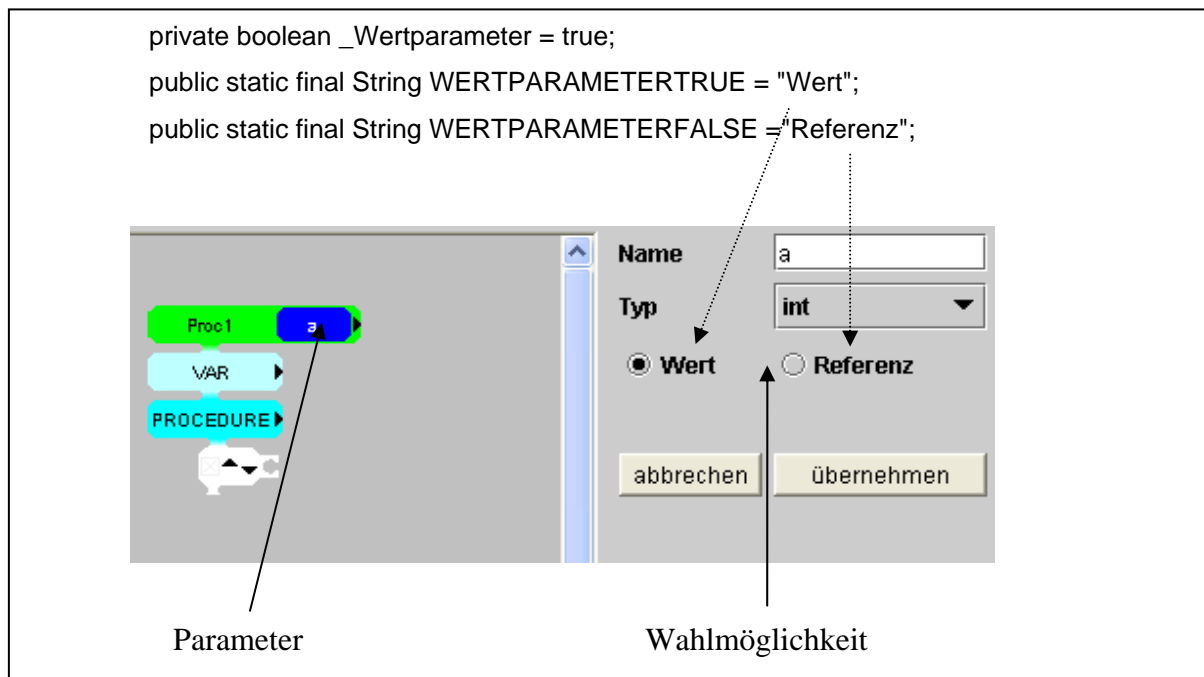 private boolean _Wertparameter = true;
public static final String WERTPARAMETERTRUE = "Wert";
public static final String WERTPARAMETERFALSE ="Referenz";
Name a
Typ int
Proc1 a
VAR
Wert Referenz
PROCEDURE
abbrechen übernehmen
Parameter Wahlmöglichkeit